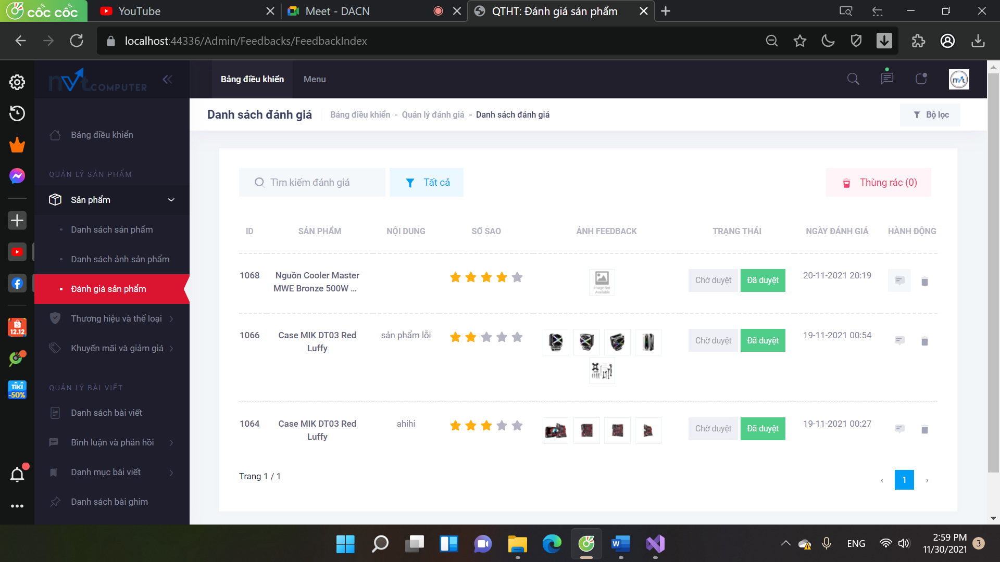 cốc cốc
YouTube
Meet - DACN
QTHT: Đánh giá sản phẩm
localhost:44336/Admin/Feedbacks/FeedbackIndex
nvt COMPUTER
Bảng điều khiển
Menu
nvt
Danh sách đánh giá
Bảng điều khiển - Quản lý đánh giá - Danh sách đánh giá
Bộ lọc
Bảng điều khiển
QUẢN LÝ SẢN PHẨM
Sản phẩm
Danh sách sản phẩm
Danh sách ảnh sản phẩm
Đánh giá sản phẩm
Thương hiệu và thể loại
Khuyến mãi và giảm giá
QUẢN LÝ BÀI VIẾT
Danh sách bài viết
Bình luận và phản hồi
Danh mục bài viết
Danh sách bài ghim
12.12
TIKI
-50%
Tìm kiếm đánh giá
Tất cả
Thùng rác (0)
ID SẢN PHẨM NỘI DUNG SỐ SAO ẢNH FEEDBACK TRẠNG THÁI NGÀY ĐÁNH GIÁ HÀNH ĐỘNG
1068 Nguồn Cooler Master Chờ duyệt Đã duyệt 20-11-2021 20:19
MWE Bronze 500W ...
Image Not
Available
1066 Case MIK DT03 Red sản phẩm lỗi Chờ duyệt Đã duyệt 19-11-2021 00:54
Luffy
1064 Case MIK DT03 Red ahihi Chờ duyệt Đã duyệt 19-11-2021 00:27
Luffy
Trang 1 / 1
‹ 1 ›
W
ENG
2:59 PM
11/30/2021
3